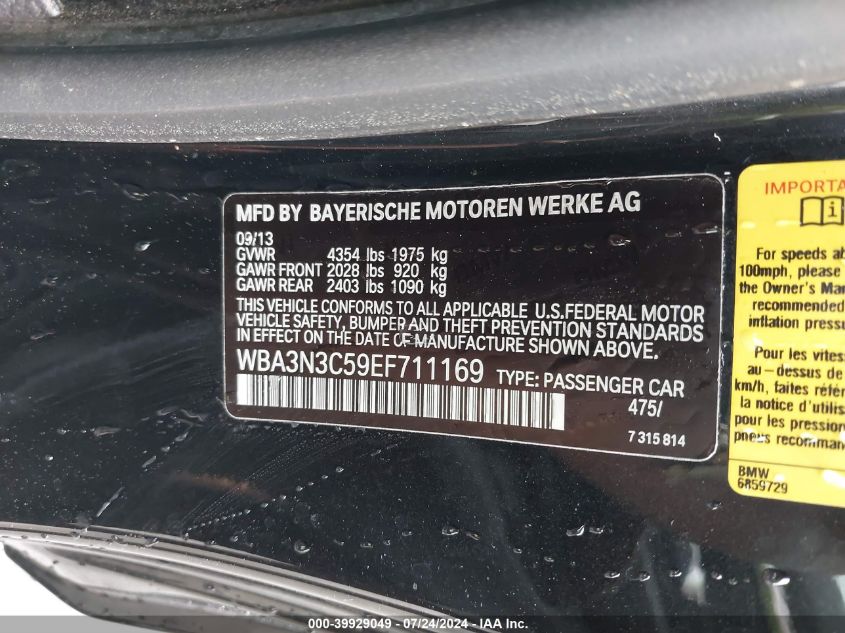 MFD BY BAYERISCHE MOTOREN WERKE AG
09/13
GVWR 4354 lbs 1975 kg
GAWR FRONT 2028 lbs 920 kg
GAWR REAR 2403 lbs 1090 kg
THIS VEHICLE CONFORMS TO ALL APPLICABLE U.S.FEDERAL MOTOR
VEHICLE SAFETY, BUMPER AND THEFT PREVENTION STANDARDS
IN EFFECT ON THE DATE OF MANUFACTURE SHOWN ABOVE.
WBA3N3C59EF711169 TYPE: PASSENGER CAR
475/
7 315 814
IMPORTA
For speeds ab
100mph, please
the Owner's Man
recommended
inflation pressu
Pour les vites
au-dessus de
km/h, faites réfé
la notice d'utilis
pour les pression
pneus recomman
BMW
6859729
000-39929049 - 07/24/2024 - © IAA, Inc.